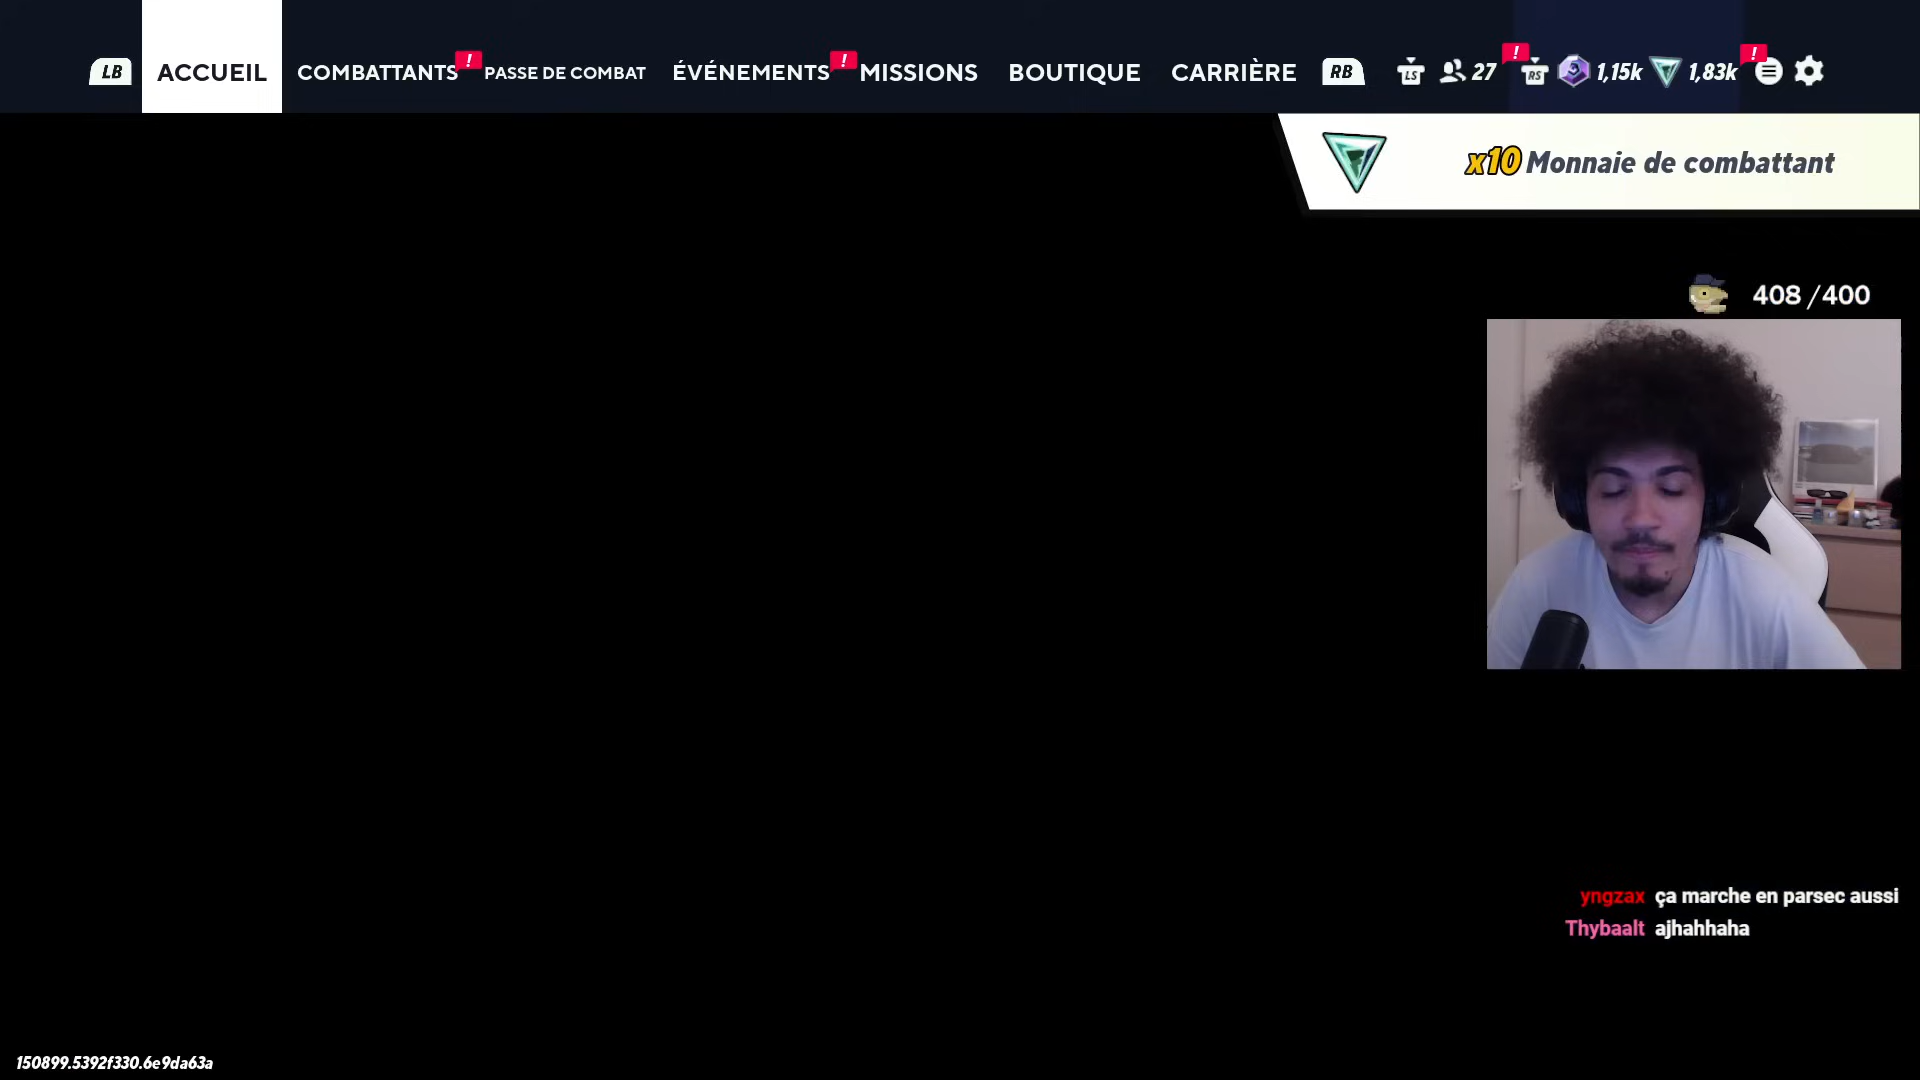 LB ACCUEIL COMBATTANTS ! PASSE DE COMBAT ÉVÉNEMENTS ! MISSIONS BOUTIQUE CARRIÈRE RB LS 27 ! RS 1,15k 1,83k !
x10 Monnaie de combattant
408 /400
yngzax ça marche en parsec aussi
Thybaalt ajhahhaha
150899.5392f330.6e9da63a